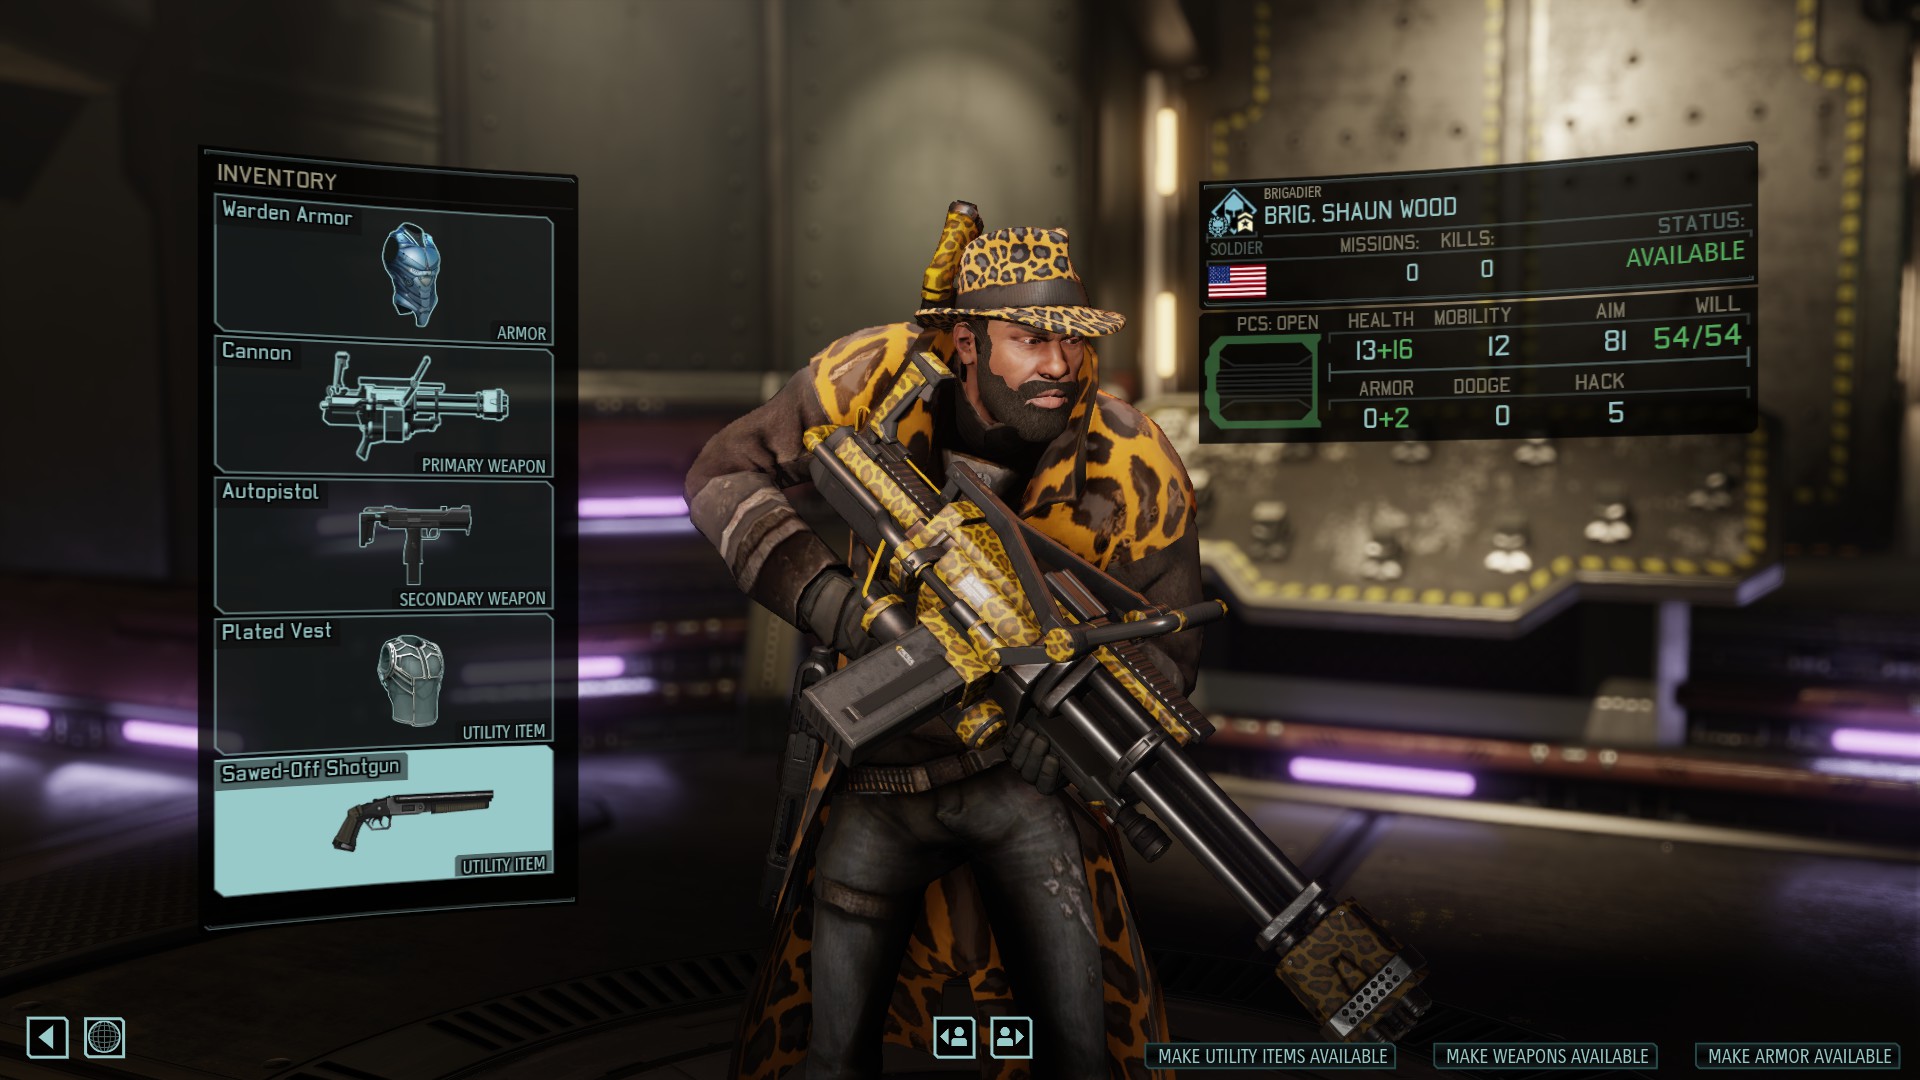 INVENTORY
Warden Armor
ARMOR
Cannon
PRIMARY WEAPON
Autopistol
SECONDARY WEAPON
Plated Vest
UTILITY ITEM
Sawed-Off Shotgun
UTILITY ITEM
BRIGADIER
BRIG. SHAUN WOOD
SOLDIER
MISSIONS: KILLS: STATUS:
0 0 AVAILABLE
PCS: OPEN HEALTH MOBILITY AIM WILL
13+16 12 81 54/54
ARMOR DODGE HACK
0+2 0 5
MAKE UTILITY ITEMS AVAILABLE
MAKE WEAPONS AVAILABLE
MAKE ARMOR AVAILABLE